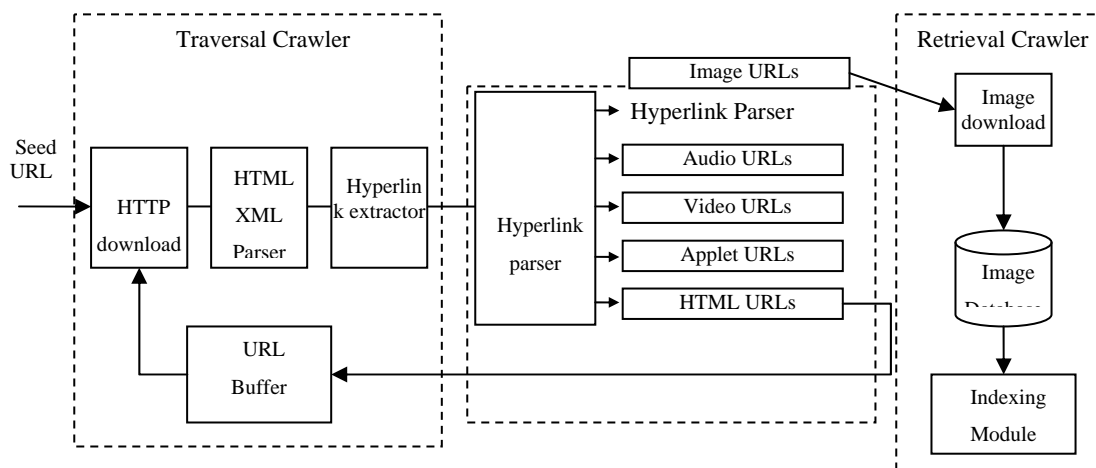 Traversal Crawler
Retrieval Crawler
Seed
URL
HTTP
download
HTML
XML
Parser
Hyperlin
k extractor
URL
Buffer
Hyperlink
parser
Image URLs
Hyperlink Parser
Audio URLs
Video URLs
Applet URLs
HTML URLs
Image
download
Image
Database
Indexing
Module